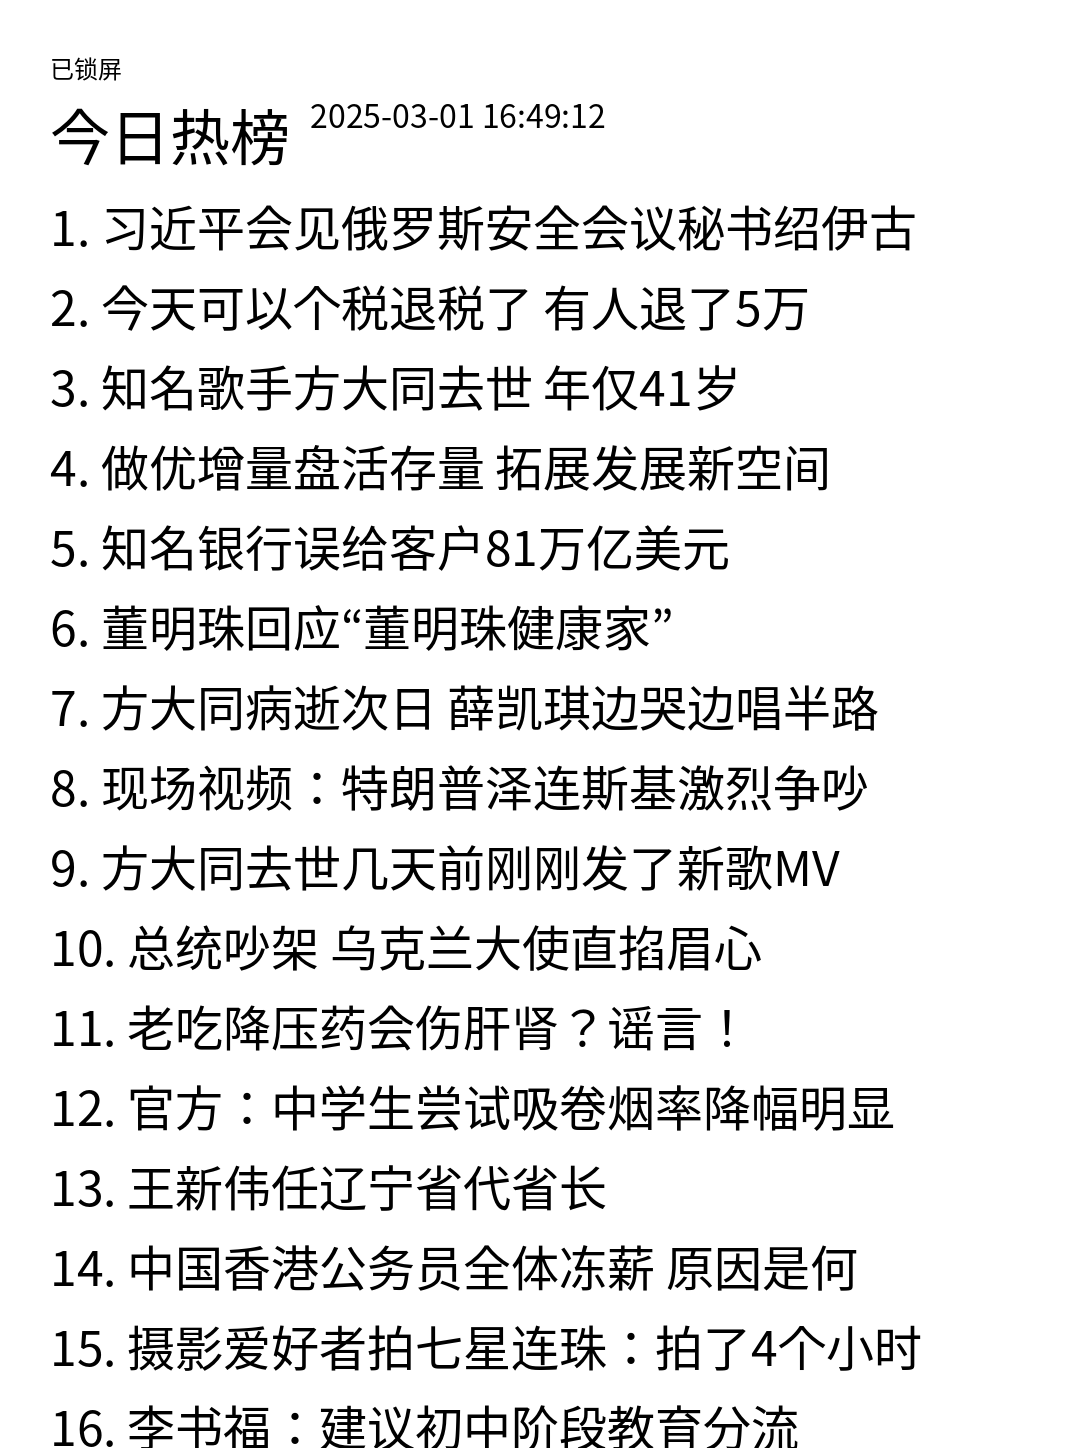 已锁屏
今日热榜 2025-03-01 16:49:12
1. 习近平会见俄罗斯安全会议秘书绍伊古
2. 今天可以个税退税了 有人退了5万
3. 知名歌手方大同去世 年仅41岁
4. 做优增量盘活存量 拓展发展新空间
5. 知名银行误给客户81万亿美元
6. 董明珠回应“董明珠健康家”
7. 方大同病逝次日 薛凯琪边哭边唱半路
8. 现场视频：特朗普泽连斯基激烈争吵
9. 方大同去世几天前刚刚发了新歌MV
10. 总统吵架 乌克兰大使直掐眉心
11. 老吃降压药会伤肝肾？谣言！
12. 官方：中学生尝试吸卷烟率降幅明显
13. 王新伟任辽宁省代省长
14. 中国香港公务员全体冻薪 原因是何
15. 摄影爱好者拍七星连珠：拍了4个小时
16. 李书福：建议初中阶段教育分流